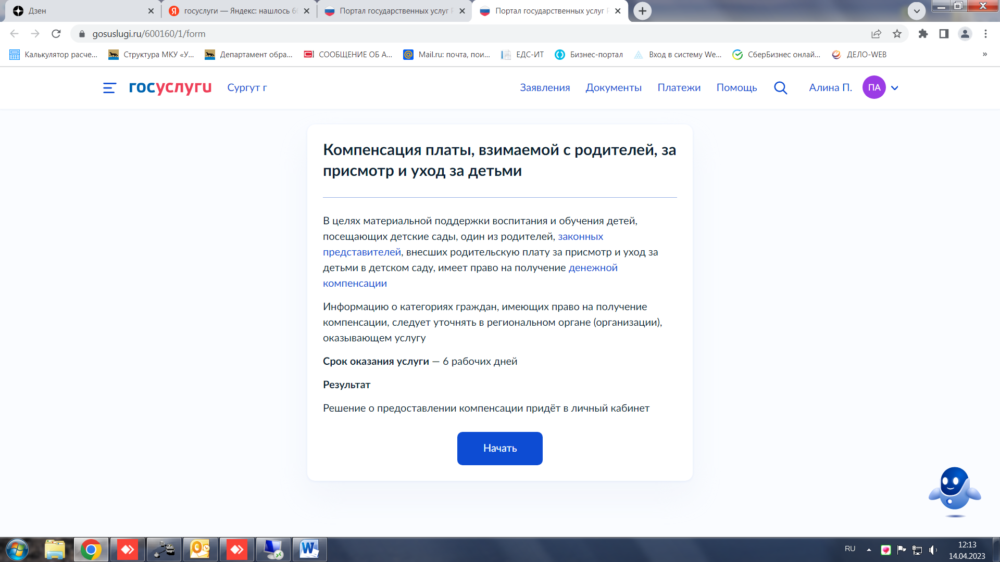 Дзен
госуслуги — Яндекс: нашлось 6
Портал государственных услуг Р
Портал государственных услуг Р
gosuslugi.ru/600160/1/form
Калькулятор расче...
Структура МКУ «У...
Департамент обра...
СООБЩЕНИЕ ОБ А...
Mail.ru: почта, пои...
ЕДС-ИТ
Бизнес-портал
Вход в систему We...
СберБизнес онлай...
ДЕЛО-WEB
»
госуслуги
Сургут г
Заявления
Документы
Платежи
Помощь
Алина П.
ПА
Компенсация платы, взимаемой с родителей, за
присмотр и уход за детьми
В целях материальной поддержки воспитания и обучения детей,
посещающих детские сады, один из родителей, законных
представителей, внесших родительскую плату за присмотр и уход за
детьми в детском саду, имеет право на получение денежной
компенсации
Информацию о категориях граждан, имеющих право на получение
компенсации, следует уточнять в региональном органе (организации),
оказывающем услугу
Срок оказания услуги — 6 рабочих дней
Результат
Решение о предоставлении компенсации придёт в личный кабинет
Начать
RU
12:13
14.04.2023